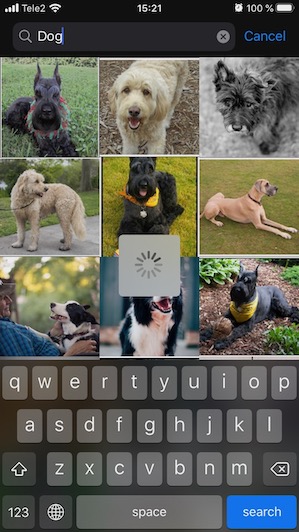 Tele2 15:21 100 %
Dog Cancel
q w e r t y u i o p
a s d f g h j k l
z x c v b n m
123 space search